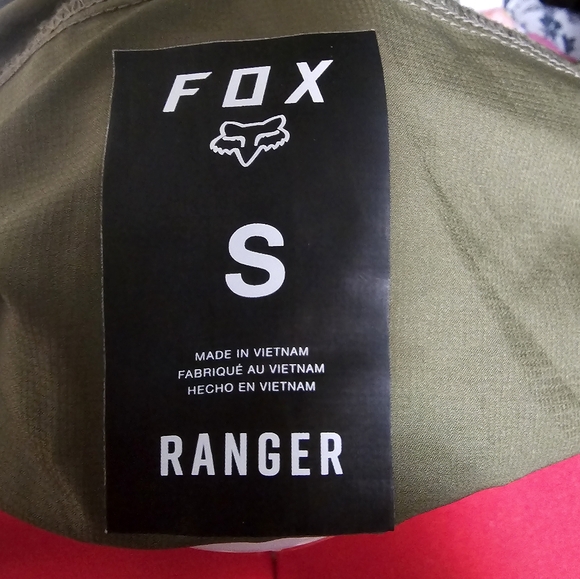 FOX
S
MADE IN VIETNAM
FABRIQUÉ AU VIETNAM
HECHO EN VIETNAM
RANGER